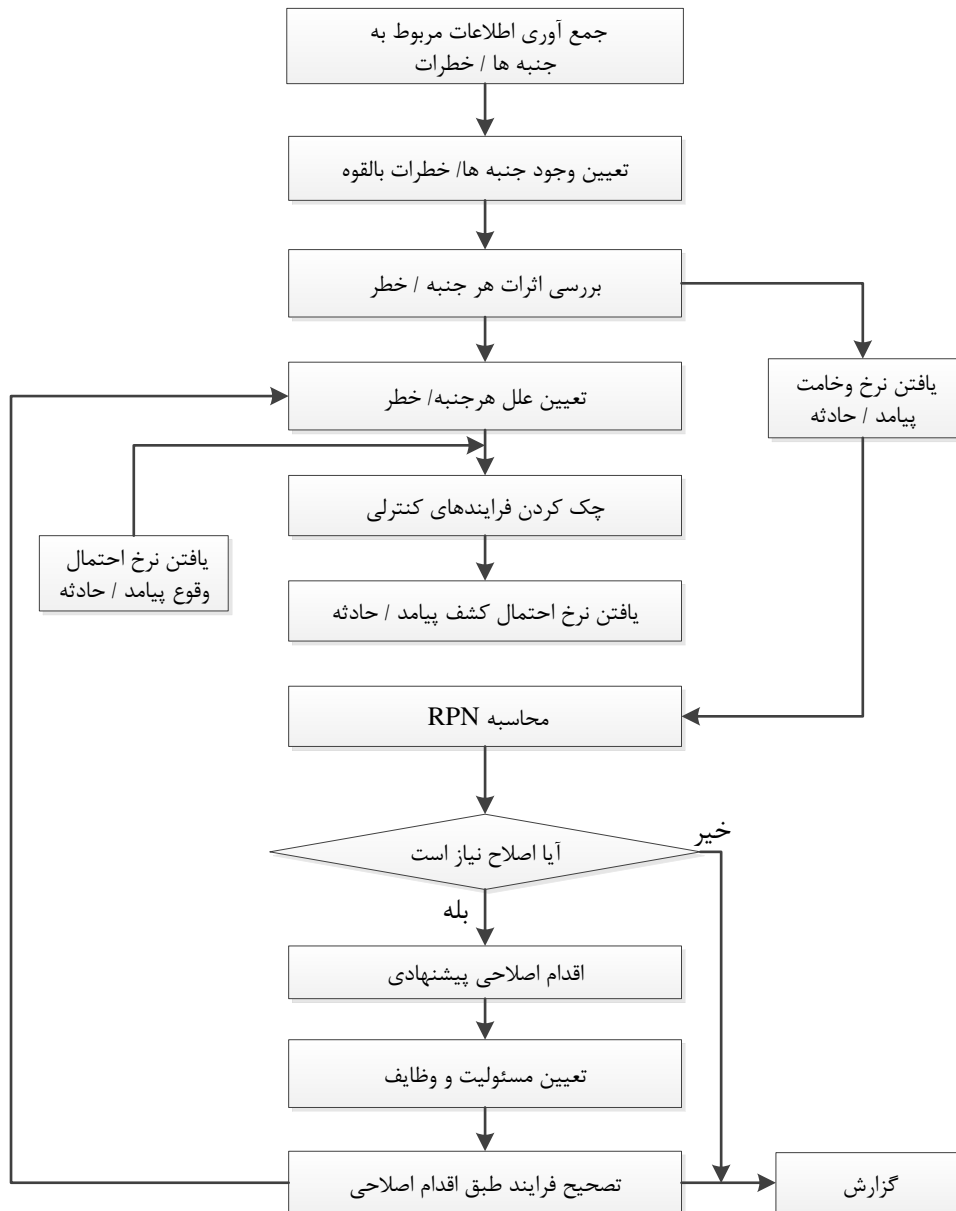 جمع آوری اطلاعات مربوط به
جنبه ها / خطرات
تعیین وجود جنبه ها/ خطرات بالقوه
بررسی اثرات هر جنبه / خطر
تعیین علل هرجنبه/ خطر
یافتن نرخ وخامت
پیامد / حادثه
چک کردن فرایندهای کنترلی
یافتن نرخ احتمال
وقوع پیامد / حادثه
یافتن نرخ احتمال کشف پیامد / حادثه
محاسبه RPN
خیر
آیا اصلاح نیاز است
بله
اقدام اصلاحی پیشنهادی
تعیین مسئولیت و وظایف
تصحیح فرایند طبق اقدام اصلاحی
گزارش